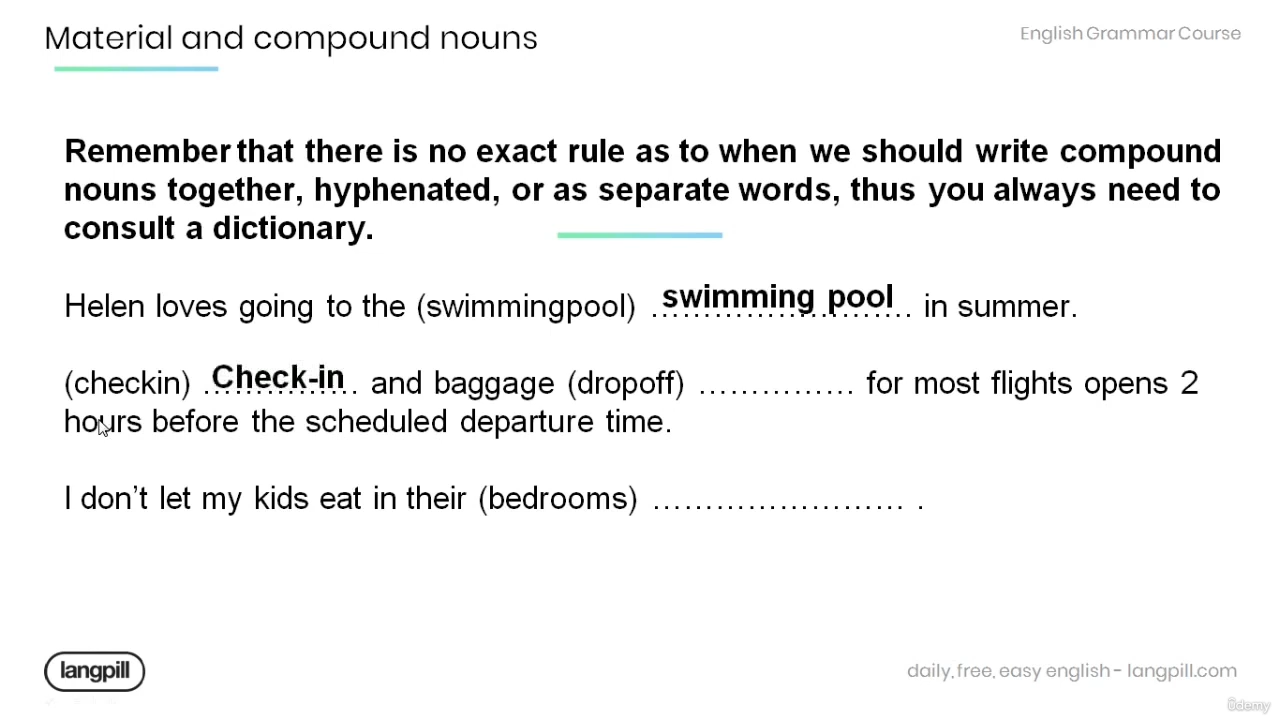 Material and compound nouns
English Grammar Course
Remember that there is no exact rule as to when we should write compound
nouns together, hyphenated, or as separate words, thus you always need to
consult a dictionary.
Helen loves going to the (swimmingpool) swimming pool in summer.
(checkin) Check-in and baggage (dropoff) …………… for most flights opens 2
hours before the scheduled departure time.
I don’t let my kids eat in their (bedrooms) …………………… .
langpill
daily, free, easy english - langpill.com
ûdemy